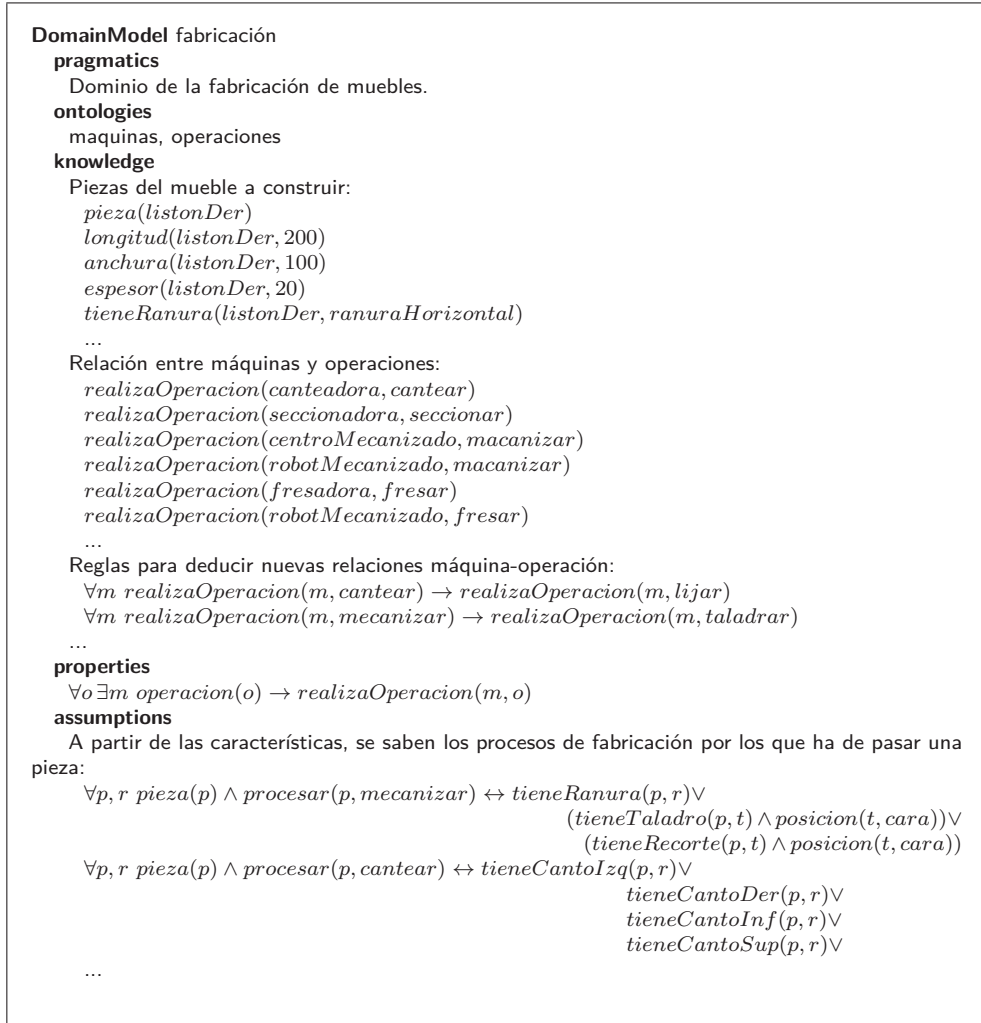 DomainModel fabricación
pragmatics
Dominio de la fabricación de muebles.
ontologies
maquinas, operaciones
knowledge
Piezas del mueble a construir:
pieza(listonDer)
longitud(listonDer, 200)
anchura(listonDer, 100)
espesor(listonDer, 20)
tieneRanura(listonDer, ranuraHorizontal)
...
Relación entre máquinas y operaciones:
realizaOperacion(canteadora, cantear)
realizaOperacion(seccionadora, seccionar)
realizaOperacion(centroMecanizado, macanizar)
realizaOperacion(robotMecanizado, macanizar)
realizaOperacion(fresadora, fresar)
realizaOperacion(robotMecanizado, fresar)
...
Reglas para deducir nuevas relaciones máquina-operación:
∀m realizaOperacion(m, cantear) → realizaOperacion(m, lijar)
∀m realizaOperacion(m, mecanizar) → realizaOperacion(m, taladrar)
...
properties
∀o ∃m operacion(o) → realizaOperacion(m, o)
assumptions
A partir de las características, se saben los procesos de fabricación por los que ha de pasar una
pieza:
∀p, r pieza(p) ∧ procesar(p, mecanizar) ↔ tieneRanura(p, r)∨
(tieneTaladro(p, t) ∧ posicion(t, cara))∨
(tieneRecorte(p, t) ∧ posicion(t, cara))
∀p, r pieza(p) ∧ procesar(p, cantear) ↔ tieneCantoIzq(p, r)∨
tieneCantoDer(p, r)∨
tieneCantoInf(p, r)∨
tieneCantoSup(p, r)∨
...